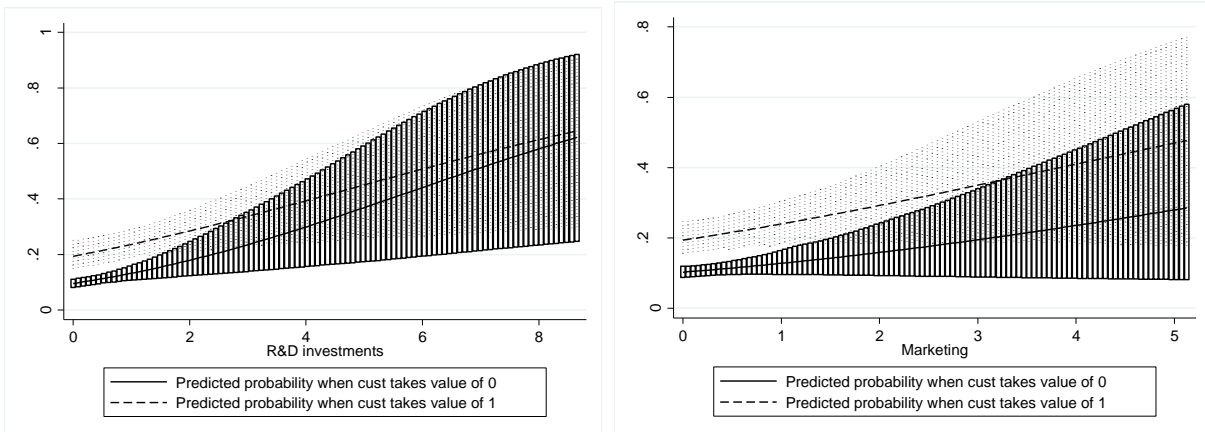 1
.8
.6
.4
.2
0
0 2 4 6 8
R&D investments
Predicted probability when cust takes value of 0
Predicted probability when cust takes value of 1
.8
.6
.4
.2
0
0 1 2 3 4 5
Marketing
Predicted probability when cust takes value of 0
Predicted probability when cust takes value of 1